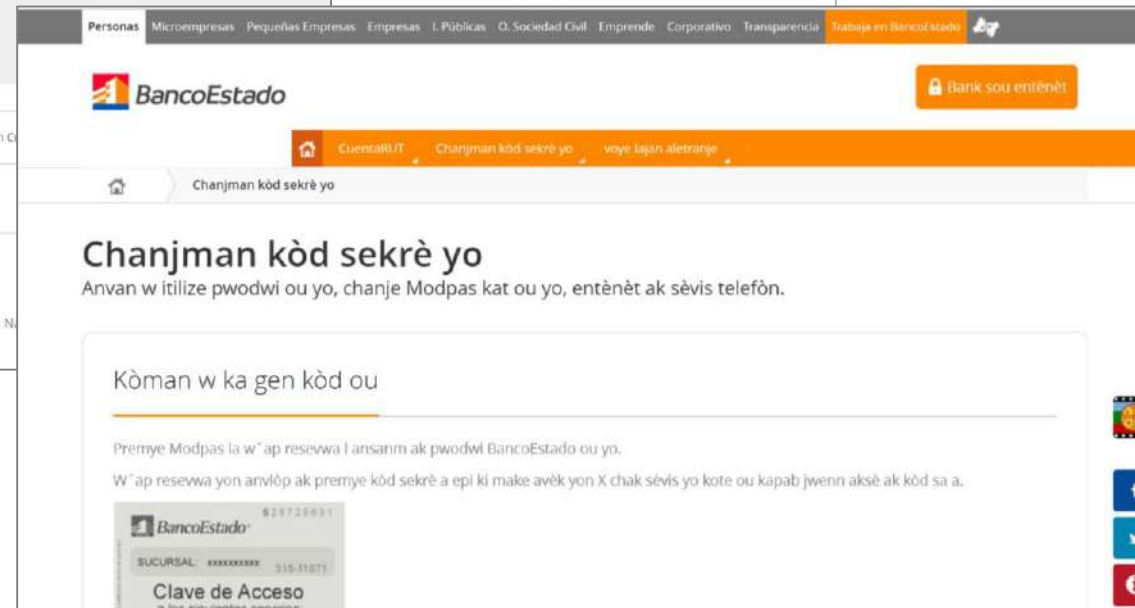 Personas Microempresas Pequeñas Empresas Empresas I. Públicas O. Sociedad Civil Emprende Corporativo Transparencia Trabaja en BancoEstado
BancoEstado
Bank sou entènèt
CuentaRUT Chanjman kòd sekrè yo voye lajan aletranje
Chanjman kòd sekrè yo
Chanjman kòd sekrè yo
Anvan w itilize pwodwi ou yo, chanje Modpas kat ou yo, entènèt ak sèvis telefòn.
Kòman w ka gen kòd ou
Premye Modpas la w´ap resevwa l ansanm ak pwodwi BancoEstado ou yo.
W´ap resevwa yon anvlòp ak premye kòd sekrè a epi ki make avèk yon X chak sèvis yo kote ou kapab jwenn aksè ak kòd sa a.
BancoEstado
SUCURSAL: xxxxxxxxxx
Clave de Acceso
a los siguientes servicios: